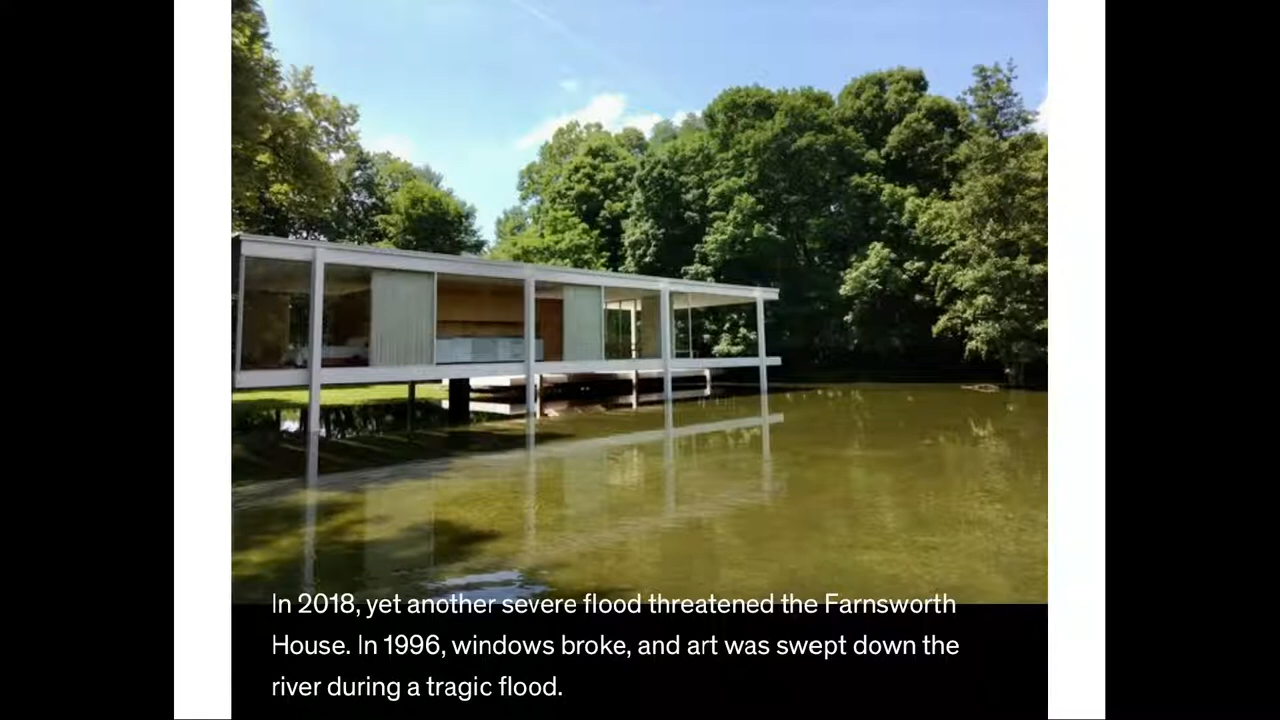 In 2018, yet another severe flood threatened the Farnsworth
House. In 1996, windows broke, and art was swept down the
river during a tragic flood.